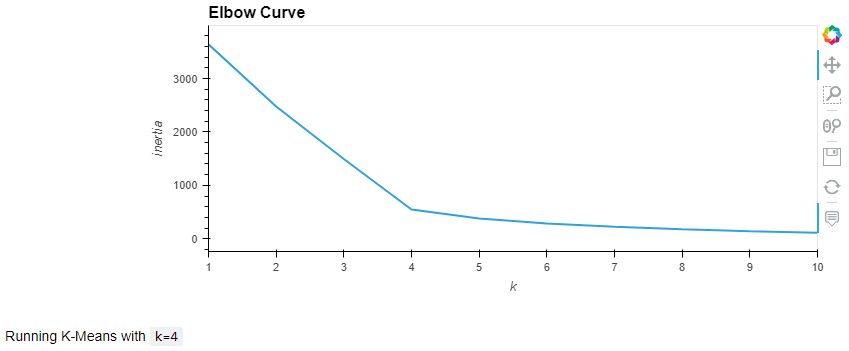 Elbow Curve
3000
2000
1000
0
inertia
1 2 3 4 5 6 7 8 9 10
k
Running K-Means with k=4